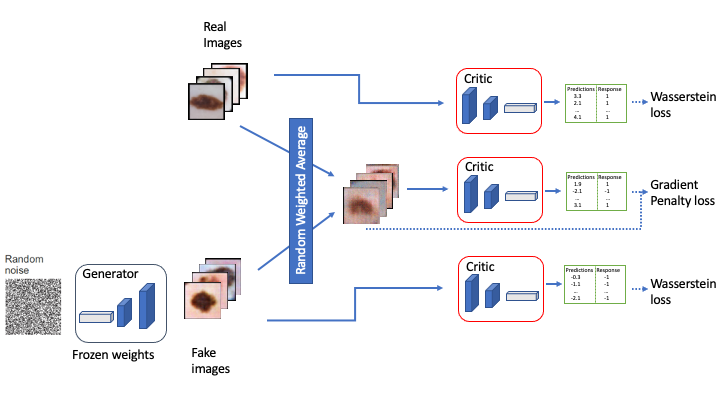 Real
Images
Critic
Predictions Response
3.3 1
2.1 1
... ...
4.1 1
Wasserstein
loss
Random Weighted Average
Critic
Predictions Response
1.9 1
-2.1 -1
... ...
3.1 1
Gradient
Penalty loss
Random
noise
Generator
Frozen weights
Fake
images
Critic
Predictions Response
-0.3 -1
-1.1 -1
... ...
-2.1 -1
Wasserstein
loss